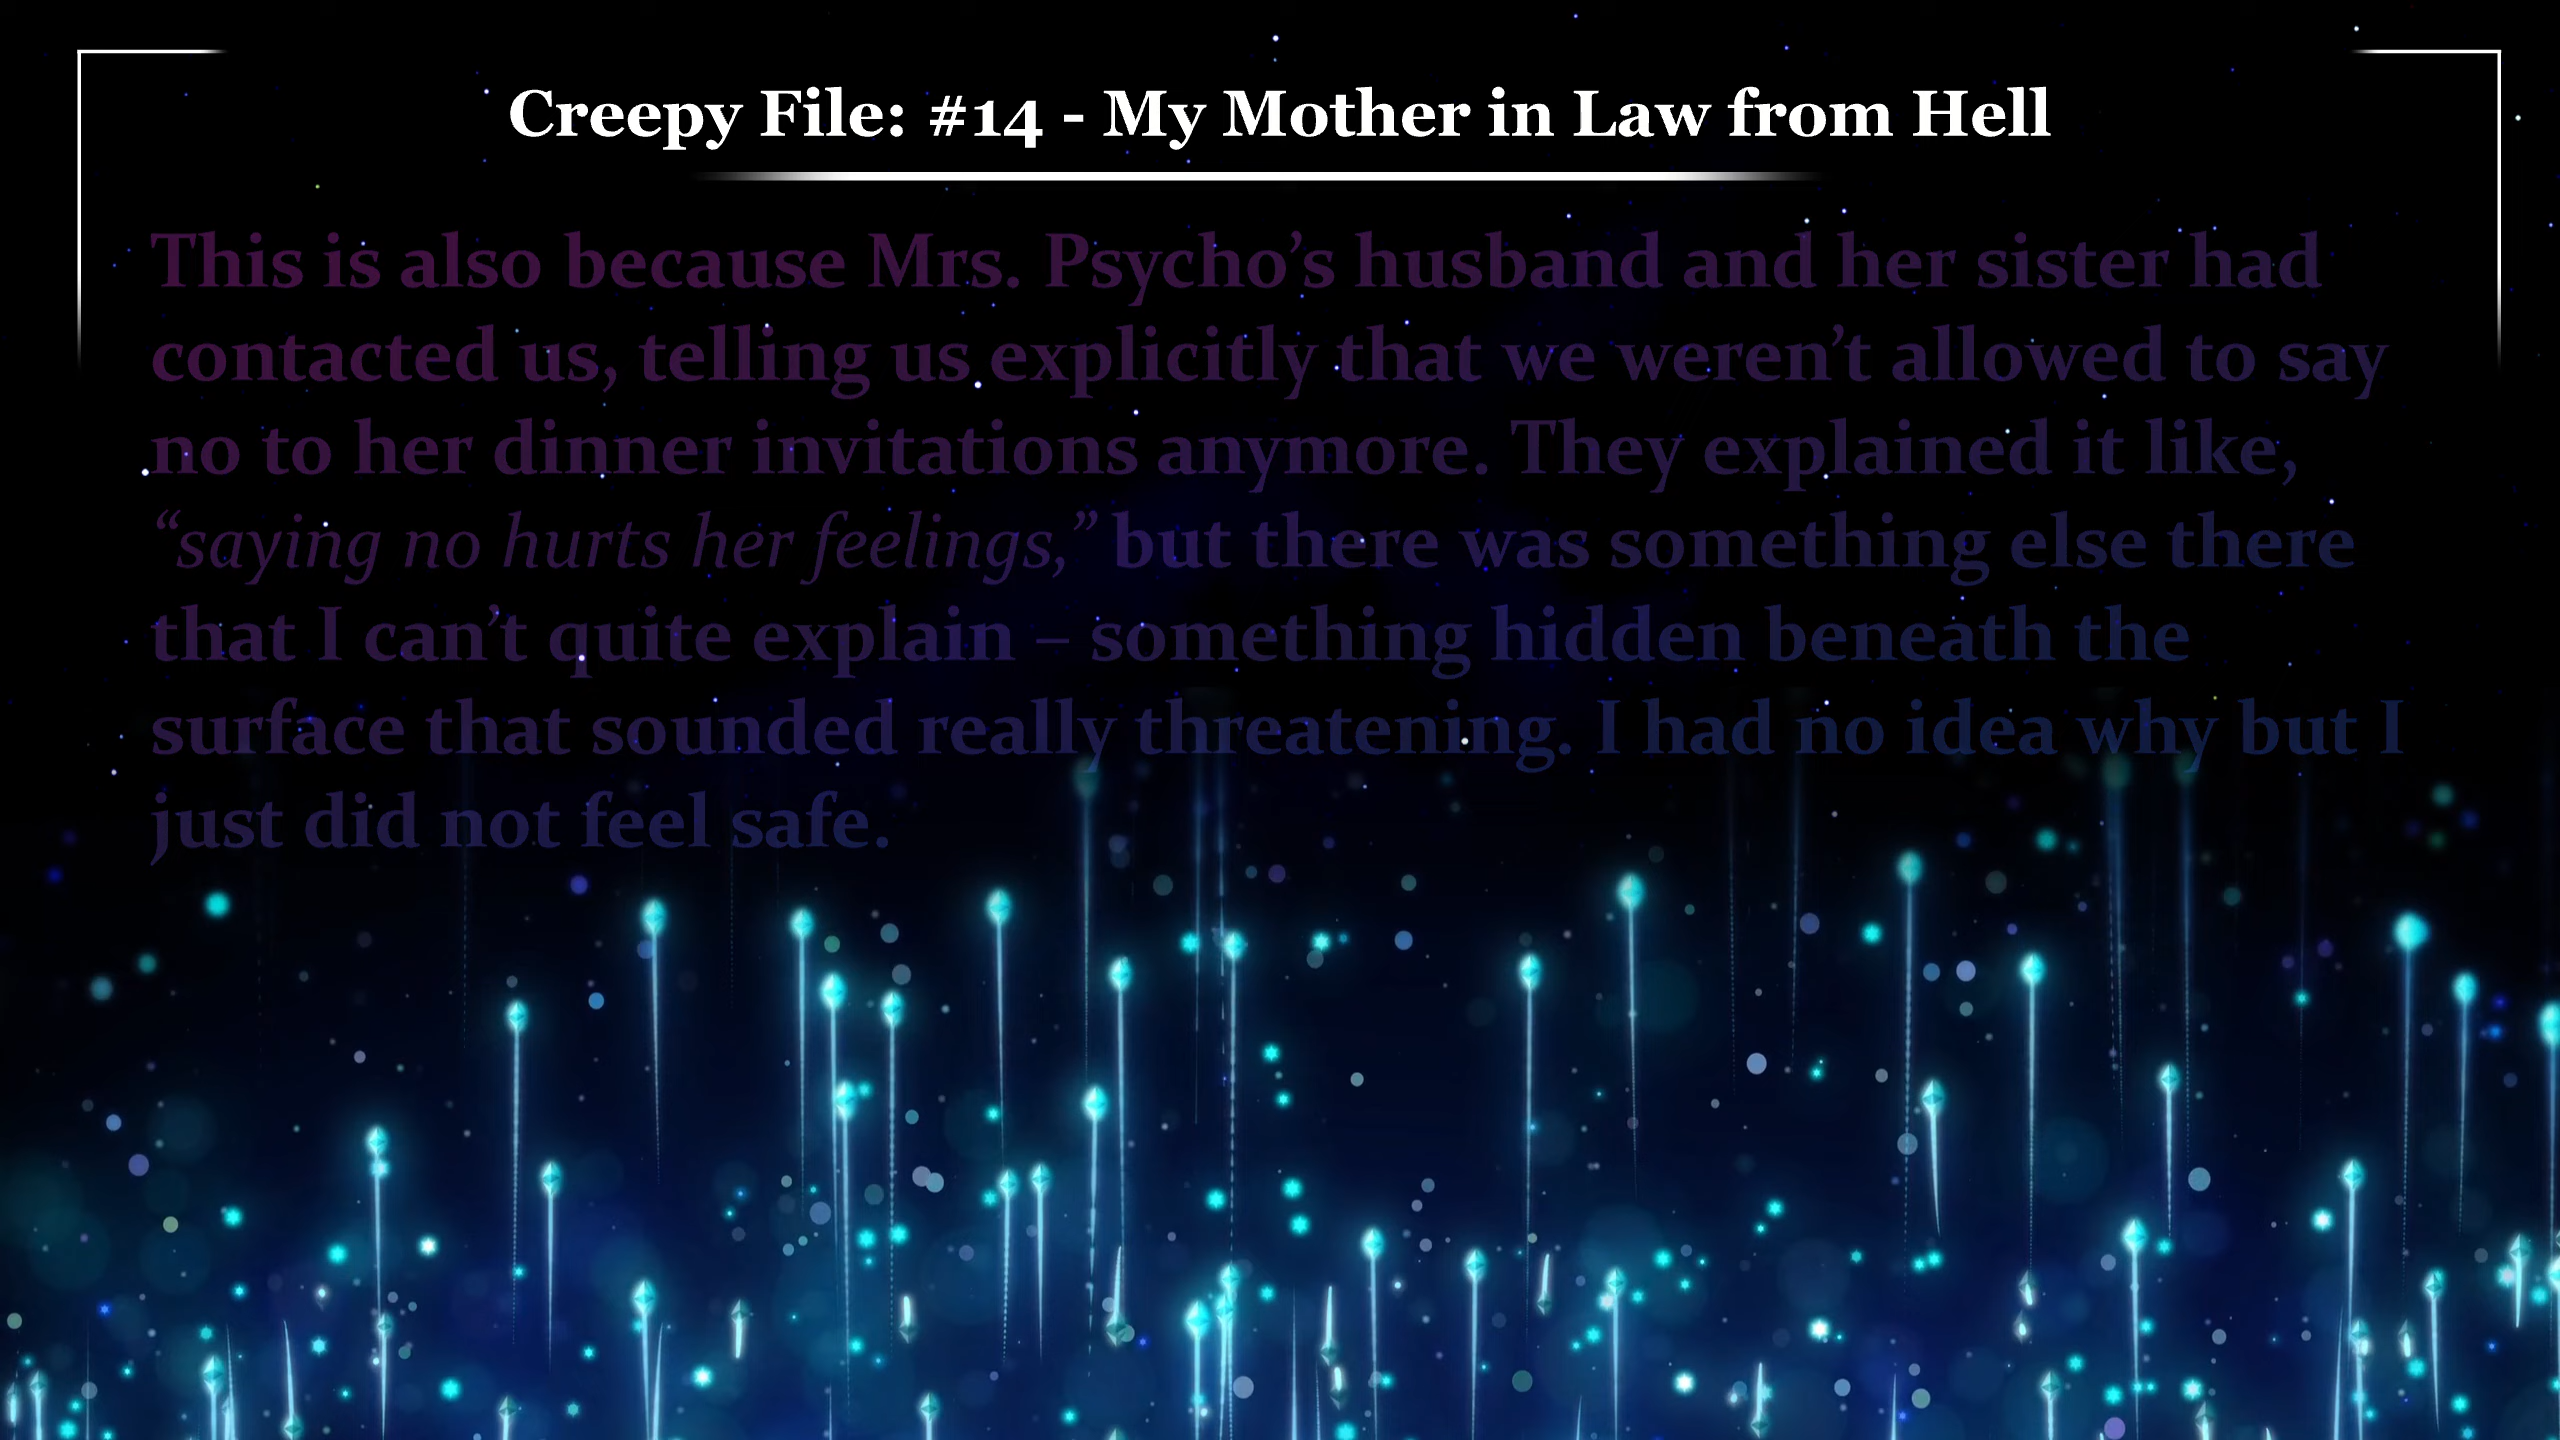 Creepy File: #14 - My Mother in Law from Hell
This is also because Mrs. Psycho’s husband and her sister had
contacted us, telling us explicitly that we weren’t allowed to say
no to her dinner invitations anymore. They explained it like,
“saying no hurts her feelings,” but there was something else there
that I can’t quite explain – something hidden beneath the
surface that sounded really threatening. I had no idea why but I
just did not feel safe.